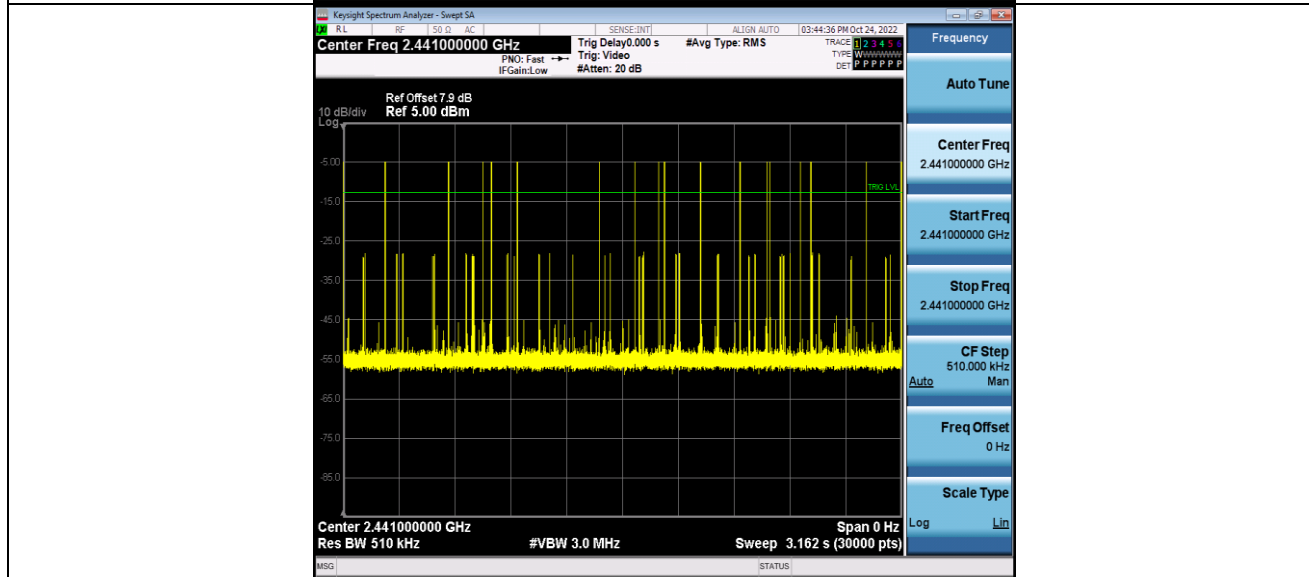 Keysight Spectrum Analyzer - Swept SA
RL RF 50 Ω AC SENSE:INT ALIGN AUTO 03:44:36 PM Oct 24, 2022
Center Freq 2.441000000 GHz Trig Delay0.000 s #Avg Type: RMS TRACE 1 2 3 4 5 6
PNO: Fast Trig: Video TYPE WWWWWW
IFGain:Low #Atten: 20 dB DET P P P P P P
Ref Offset 7.9 dB
10 dB/div Ref 5.00 dBm
Log
-5.00
TRIG LVL
-15.0
-25.0
-35.0
-45.0
-55.0
-65.0
-75.0
-85.0
Center 2.441000000 GHz Span 0 Hz
Res BW 510 kHz #VBW 3.0 MHz Sweep 3.162 s (30000 pts)
MSG STATUS
Frequency
Auto Tune
Center Freq
2.441000000 GHz
Start Freq
2.441000000 GHz
Stop Freq
2.441000000 GHz
CF Step
510.000 kHz
Auto Man
Freq Offset
0 Hz
Scale Type
Log Lin